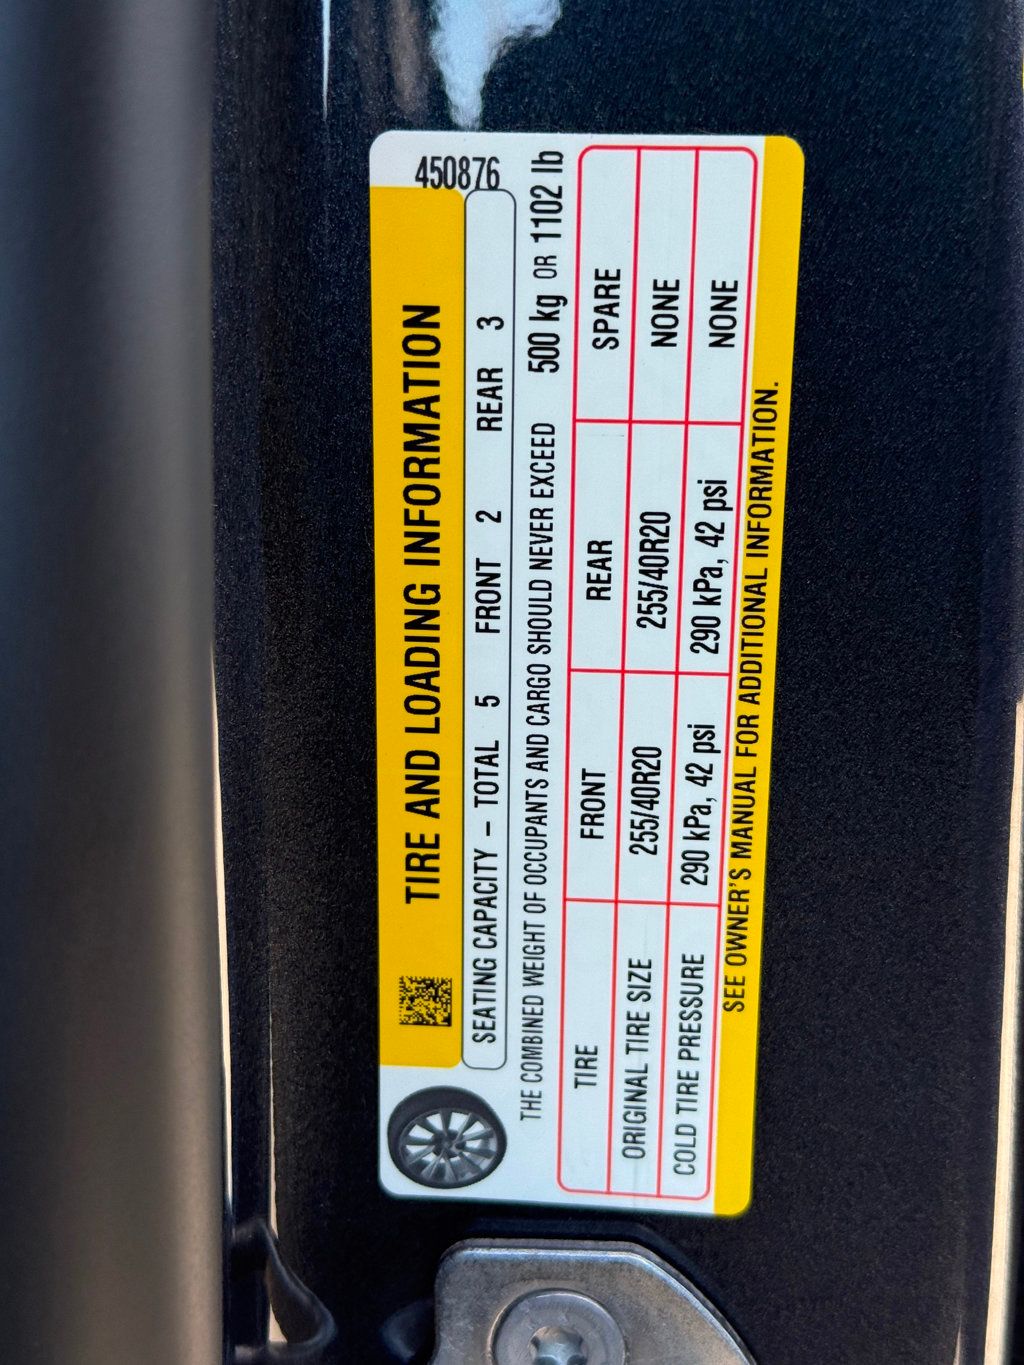 450876
TIRE AND LOADING INFORMATION
SEATING CAPACITY – TOTAL 5 FRONT 2 REAR 3
THE COMBINED WEIGHT OF OCCUPANTS AND CARGO SHOULD NEVER EXCEED 500 kg OR 1102 lb
TIRE FRONT REAR SPARE
ORIGINAL TIRE SIZE 255/40R20 255/40R20 NONE
COLD TIRE PRESSURE 290 kPa, 42 psi 290 kPa, 42 psi NONE
SEE OWNER'S MANUAL FOR ADDITIONAL INFORMATION.